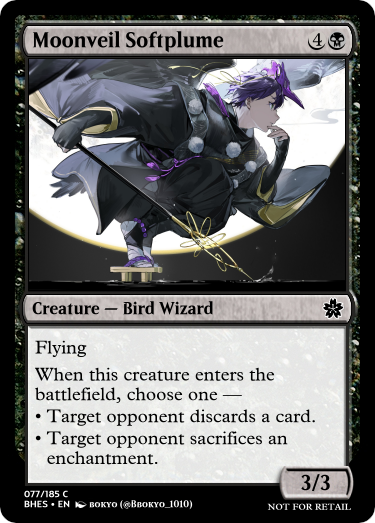 Moonveil Softplume 4
Creature — Bird Wizard
Flying
When this creature enters the
battlefield, choose one —
• Target opponent discards a card.
• Target opponent sacrifices an
enchantment.
3/3
077/185 C
BHES • EN BOKYO (@BBOKYO_1010)
NOT FOR RETAIL